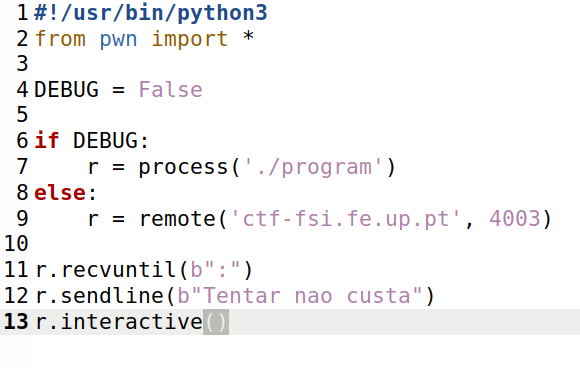 1 #!/usr/bin/python3
2 from pwn import *
3
4 DEBUG = False
5
6 if DEBUG:
7     r = process('./program')
8 else:
9     r = remote('ctf-fsi.fe.up.pt', 4003)
10
11 r.recvuntil(b":")
12 r.sendline(b"Tentar nao custa")
13 r.interactive()